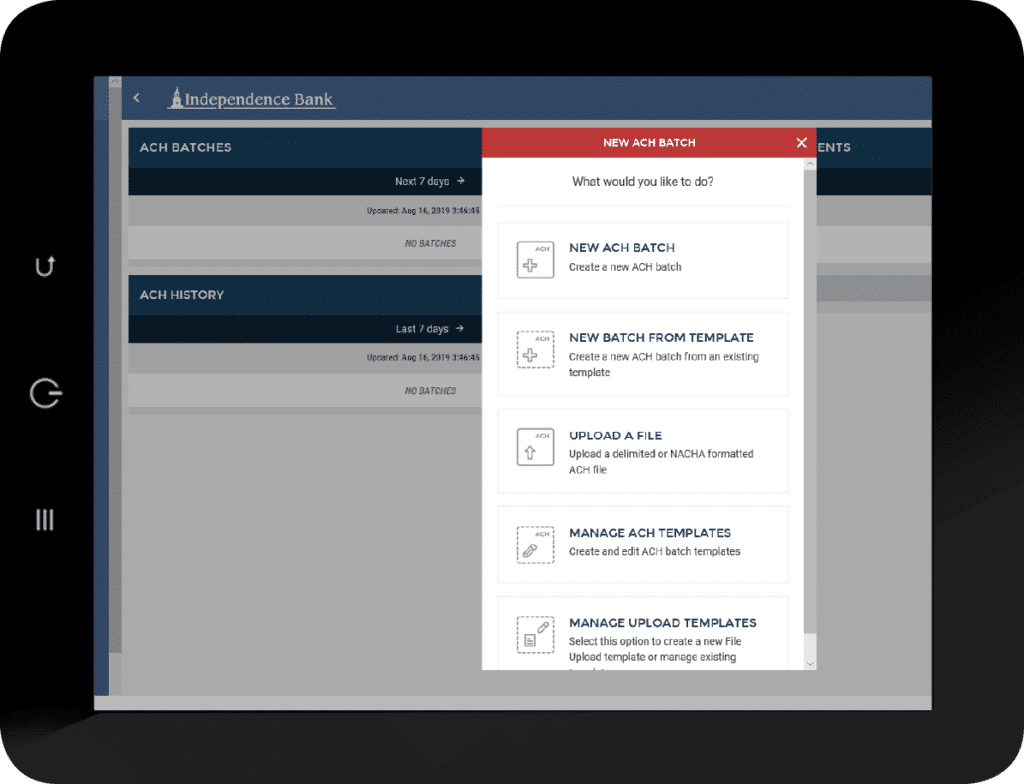 Independence Bank
ACH BATCHES
Next 7 days →
Updated: Aug 16, 2019 3:46:45
NO BATCHES
ACH HISTORY
Last 7 days →
Updated: Aug 16, 2019 3:46:45
NO BATCHES
ENTS
NEW ACH BATCH
What would you like to do?
ACH
NEW ACH BATCH
Create a new ACH batch
ACH
NEW BATCH FROM TEMPLATE
Create a new ACH batch from an existing
template
ACH
UPLOAD A FILE
Upload a delimited or NACHA formatted
ACH file
ACH
MANAGE ACH TEMPLATES
Create and edit ACH batch templates
MANAGE UPLOAD TEMPLATES
Select this option to create a new File
Upload template or manage existing